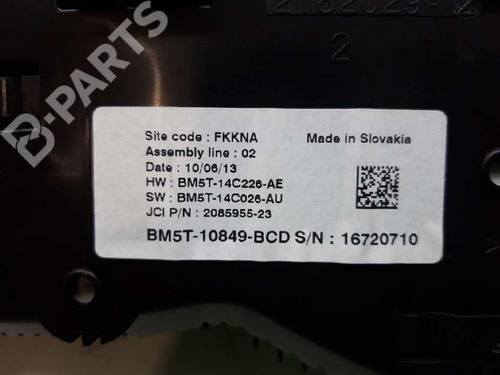 B-PARTS
2
Site code : FKKNA
Made in Slovakia
Assembly line : 02
Date : 10/06/13
HW : BM5T-14C226-AE
SW : BM5T-14C026-AU
JCI P/N : 2085955-23
BM5T-10849-BCD S/N : 16720710